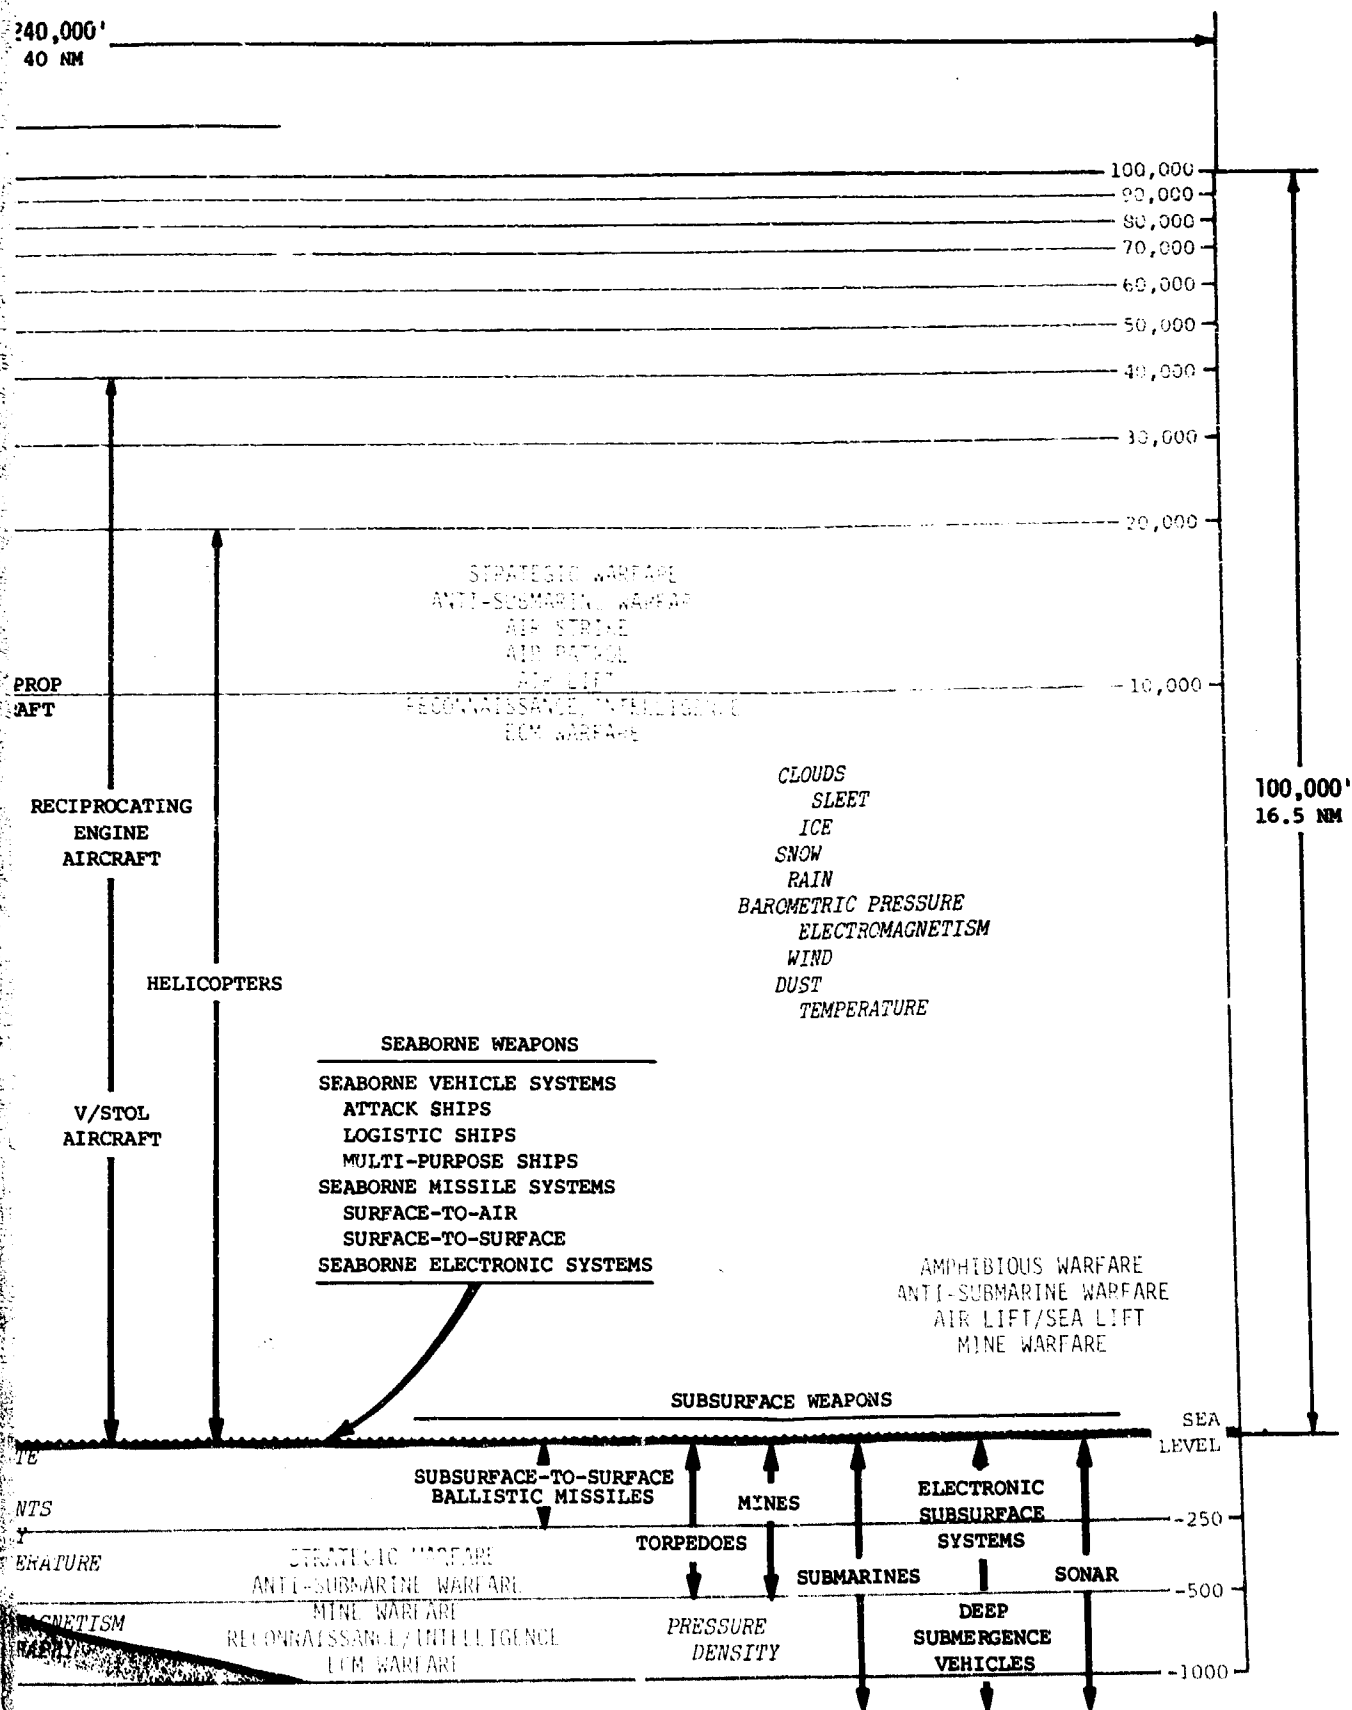 240,000'
40 NM
100,000
90,000
80,000
70,000
60,000
50,000
40,000
30,000
20,000
STRATEGIC WARFARE
ANTI-SUBMARINE WARFAR
AIR STRIKE
AIR PATROL
AIR LIFT
PROP
AFT
10,000
RECONNAISSANCE/INTELLIGENCE
ECM WARFARE
CLOUDS
SLEET
ICE
SNOW
RAIN
BAROMETRIC PRESSURE
ELECTROMAGNETISM
WIND
DUST
TEMPERATURE
100,000'
16.5 NM
RECIPROCATING
ENGINE
AIRCRAFT
HELICOPTERS
V/STOL
AIRCRAFT
SEABORNE WEAPONS
SEABORNE VEHICLE SYSTEMS
ATTACK SHIPS
LOGISTIC SHIPS
MULTI-PURPOSE SHIPS
SEABORNE MISSILE SYSTEMS
SURFACE-TO-AIR
SURFACE-TO-SURFACE
SEABORNE ELECTRONIC SYSTEMS
AMPHIBIOUS WARFARE
ANTI-SUBMARINE WARFARE
AIR LIFT/SEA LIFT
MINE WARFARE
SUBSURFACE WEAPONS
SEA
LEVEL
TE
NTS
Y
ERATURE
AGNETISM
SUBSURFACE-TO-SURFACE
BALLISTIC MISSILES
TORPEDOES
MINES
SUBMARINES
ELECTRONIC
SUBSURFACE
SYSTEMS
SONAR
-250
-500
STRATEGIC WARFARE
ANTI-SUBMARINE WARFARE
MINE WARFARE
RECONNAISSANCE/INTELLIGENCE
ECM WARFARE
PRESSURE
DENSITY
DEEP
SUBMERGENCE
VEHICLES
-1000